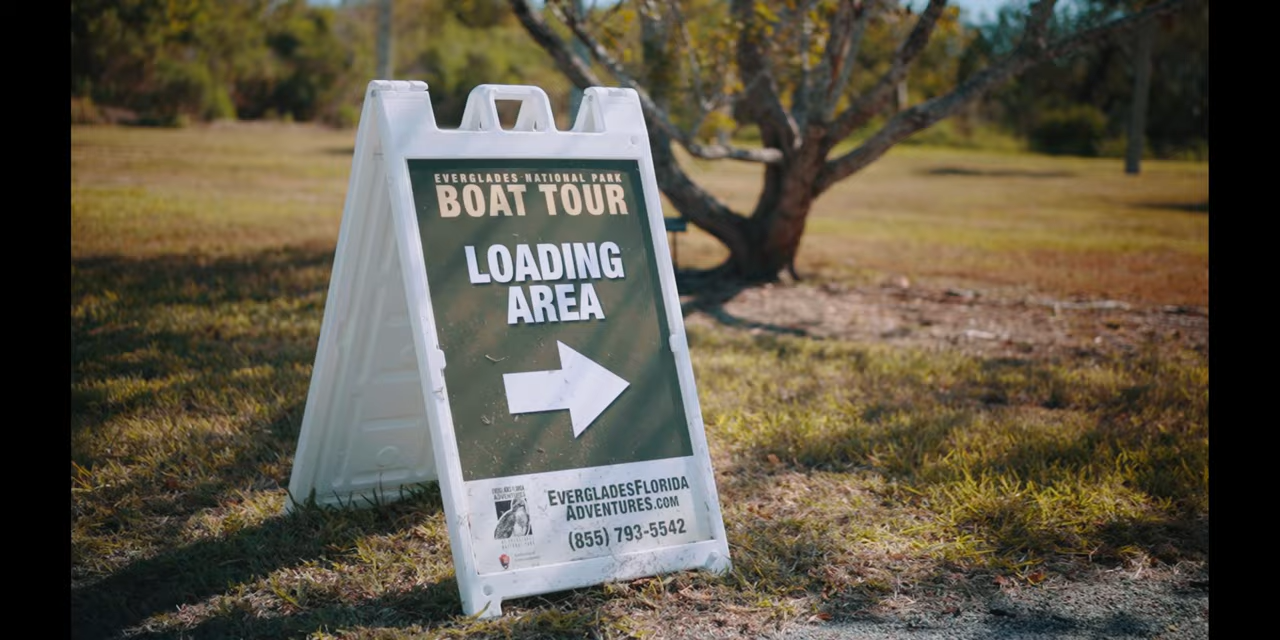 EVERGLADES NATIONAL PARK
BOAT TOUR
LOADING
AREA
EVERGLADESFLORIDA
ADVENTURES.COM
(855) 793-5542